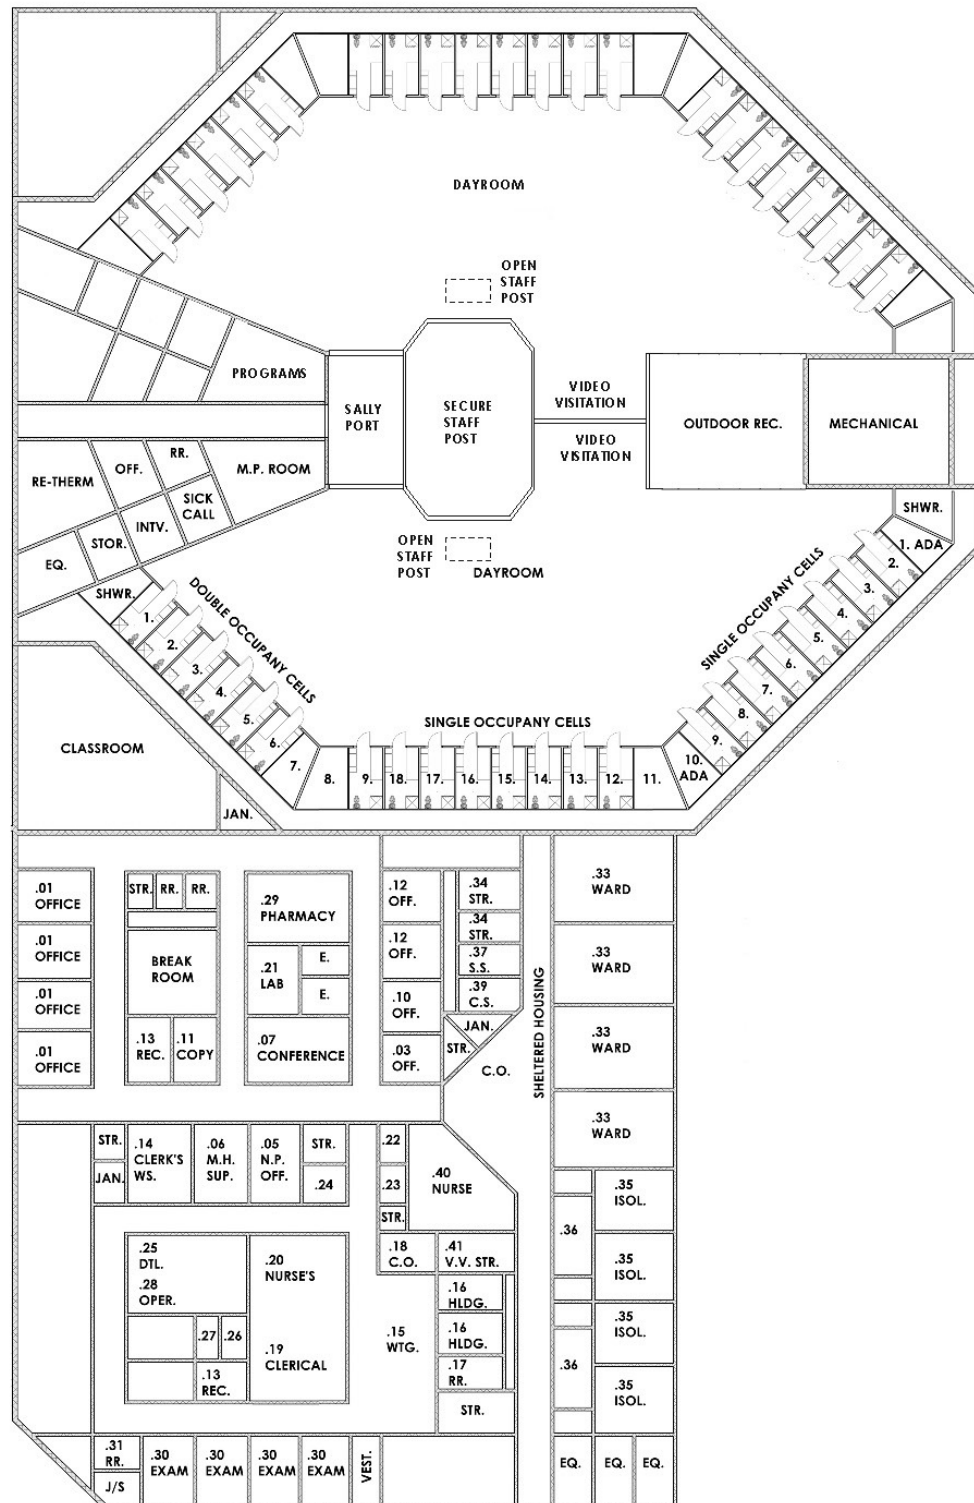 DAYROOM
OPEN
STAFF
POST
PROGRAMS
SALLY
PORT
SECURE
STAFF
POST
VIDEO
VISITATION
VIDEO
VISITATION
OUTDOOR REC.
MECHANICAL
RE-THERM
OFF.
RR.
M.P. ROOM
SICK
CALL
INTV.
STOR.
EQ.
SHWR.
OPEN
STAFF
POST
DAYROOM
SHWR.
1. ADA
2.
3.
4.
5.
6.
7.
8.
9.
10.
ADA
SINGLE OCCUPANY CELLS
DOUBLE OCCUPANY CELLS
1.
2.
3.
4.
5.
6.
7.
SINGLE OCCUPANY CELLS
8.
9.
18.
17.
16.
15.
14.
13.
12.
11.
CLASSROOM
JAN.
.01
OFFICE
.01
OFFICE
.01
OFFICE
.01
OFFICE
STR.
RR.
RR.
BREAK
ROOM
.13
REC.
.11
COPY
.29
PHARMACY
.21
LAB
E.
E.
.07
CONFERENCE
.12
OFF.
.12
OFF.
.10
OFF.
.03
OFF.
.34
STR.
.34
STR.
.37
S.S.
.39
C.S.
JAN.
STR.
C.O.
SHELTERED HOUSING
.33
WARD
.33
WARD
.33
WARD
.33
WARD
STR.
JAN.
.14
CLERK'S
WS.
.06
M.H.
SUP.
.05
N.P.
OFF.
STR.
.24
.22
.23
STR.
.40
NURSE
.18
C.O.
.41
V.V. STR.
.35
ISOL.
.36
.35
ISOL.
.35
ISOL.
.36
.35
ISOL.
.25
DTL.
.28
OPER.
.20
NURSE'S
.27
.26
.19
CLERICAL
.13
REC.
.15
WTG.
.16
HLDG.
.16
HLDG.
.17
RR.
STR.
.31
RR.
J/S
.30
EXAM
.30
EXAM
.30
EXAM
.30
EXAM
VEST.
EQ.
EQ.
EQ.